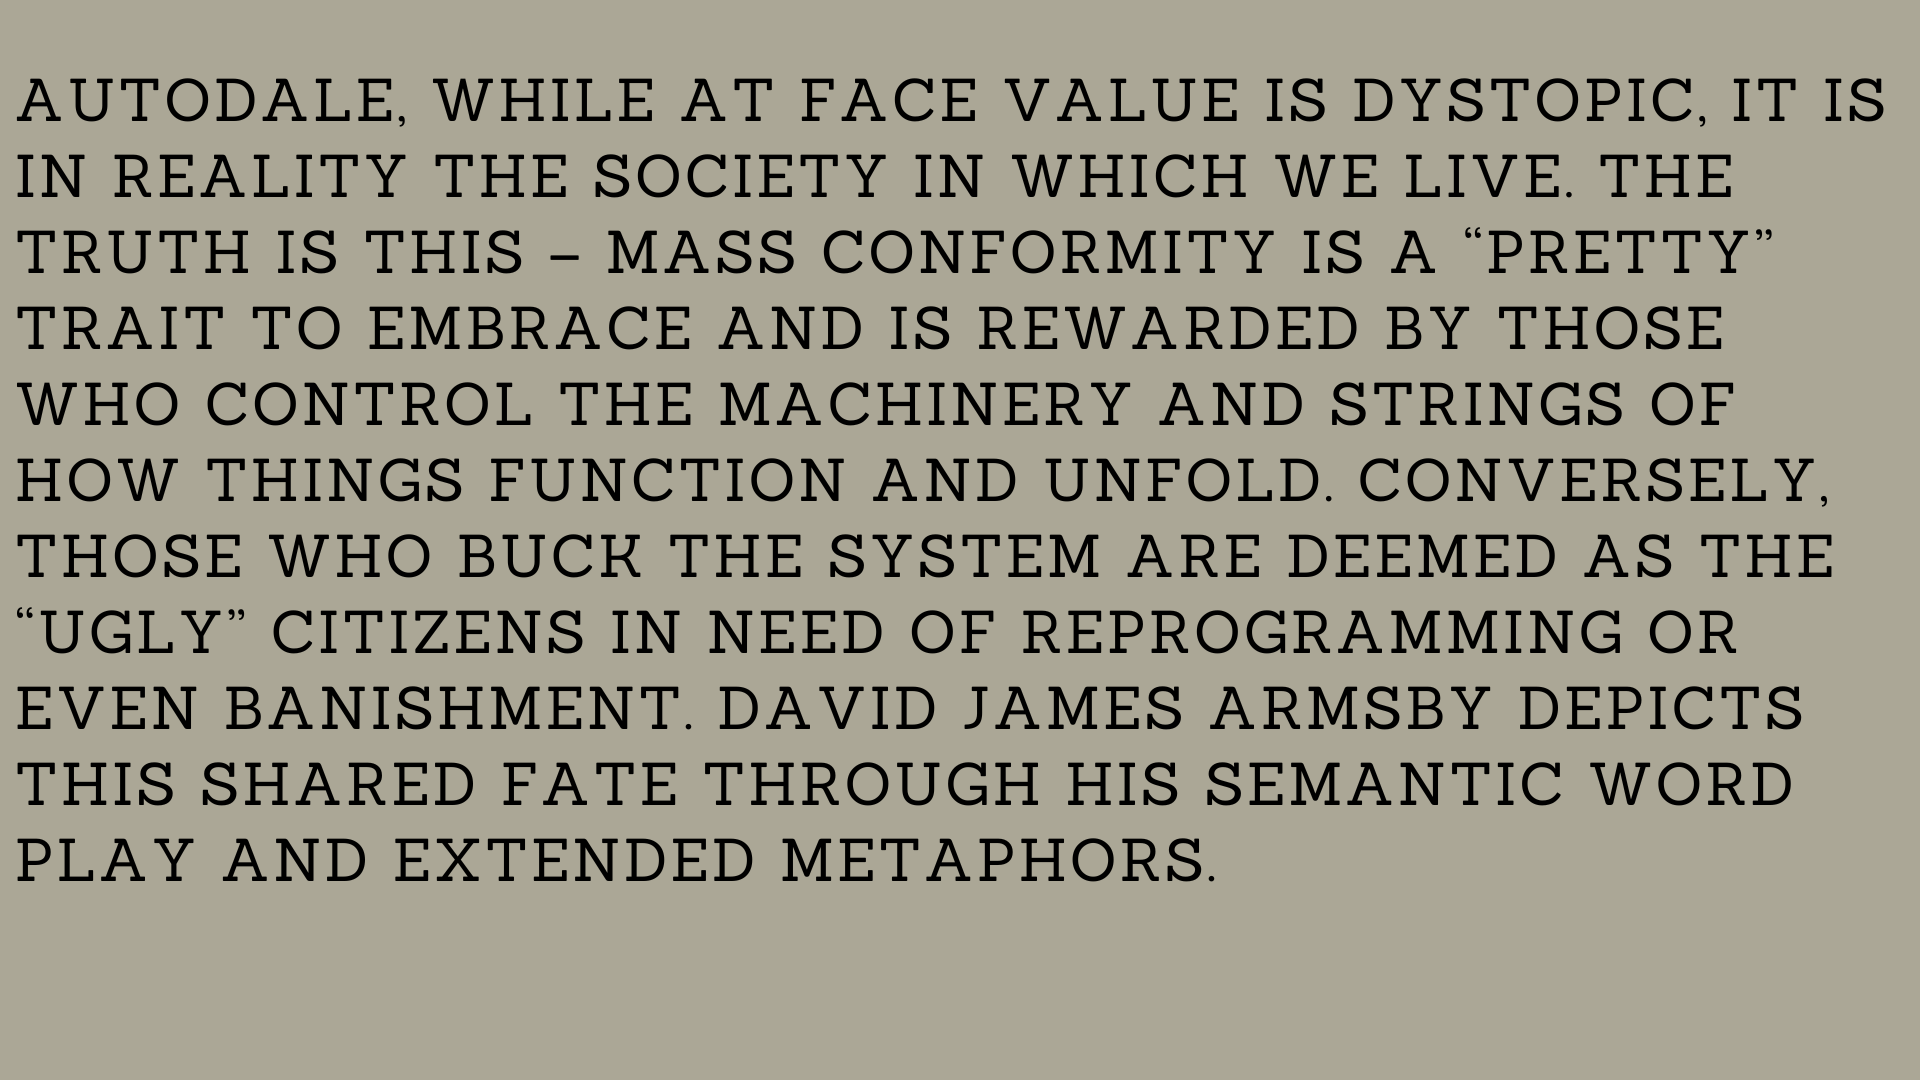 AUTODALE, WHILE AT FACE VALUE IS DYSTOPIC, IT IS
IN REALITY THE SOCIETY IN WHICH WE LIVE. THE
TRUTH IS THIS – MASS CONFORMITY IS A “PRETTY”
TRAIT TO EMBRACE AND IS REWARDED BY THOSE
WHO CONTROL THE MACHINERY AND STRINGS OF
HOW THINGS FUNCTION AND UNFOLD. CONVERSELY,
THOSE WHO BUCK THE SYSTEM ARE DEEMED AS THE
“UGLY” CITIZENS IN NEED OF REPROGRAMMING OR
EVEN BANISHMENT. DAVID JAMES ARMSBY DEPICTS
THIS SHARED FATE THROUGH HIS SEMANTIC WORD
PLAY AND EXTENDED METAPHORS.